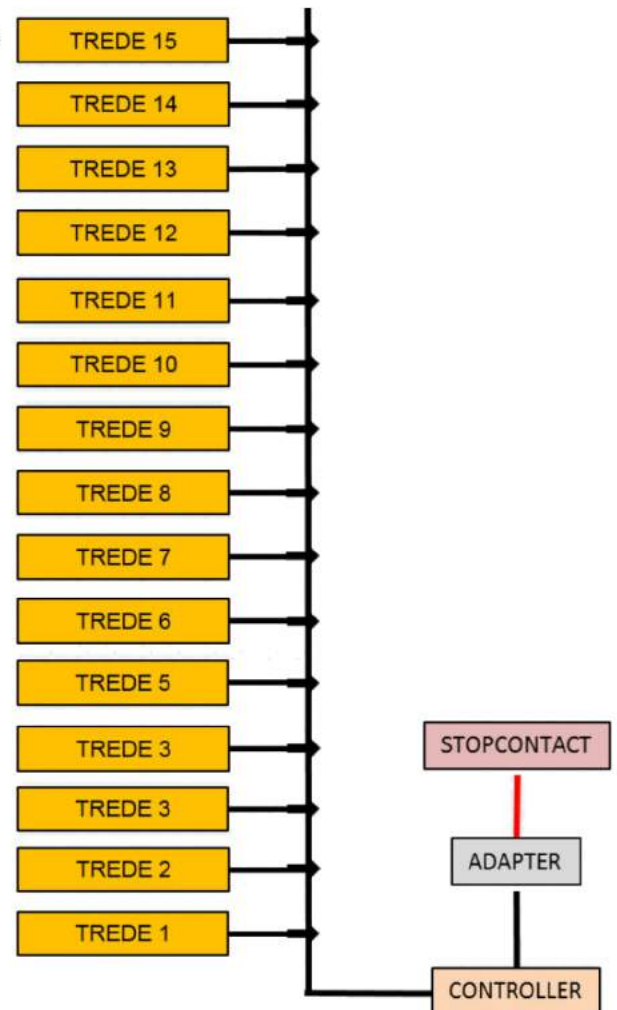 TREDE 15
TREDE 14
TREDE 13
TREDE 12
TREDE 11
TREDE 10
TREDE 9
TREDE 8
TREDE 7
TREDE 6
TREDE 5
TREDE 3
TREDE 3
TREDE 2
TREDE 1
STOPCONTACT
ADAPTER
CONTROLLER